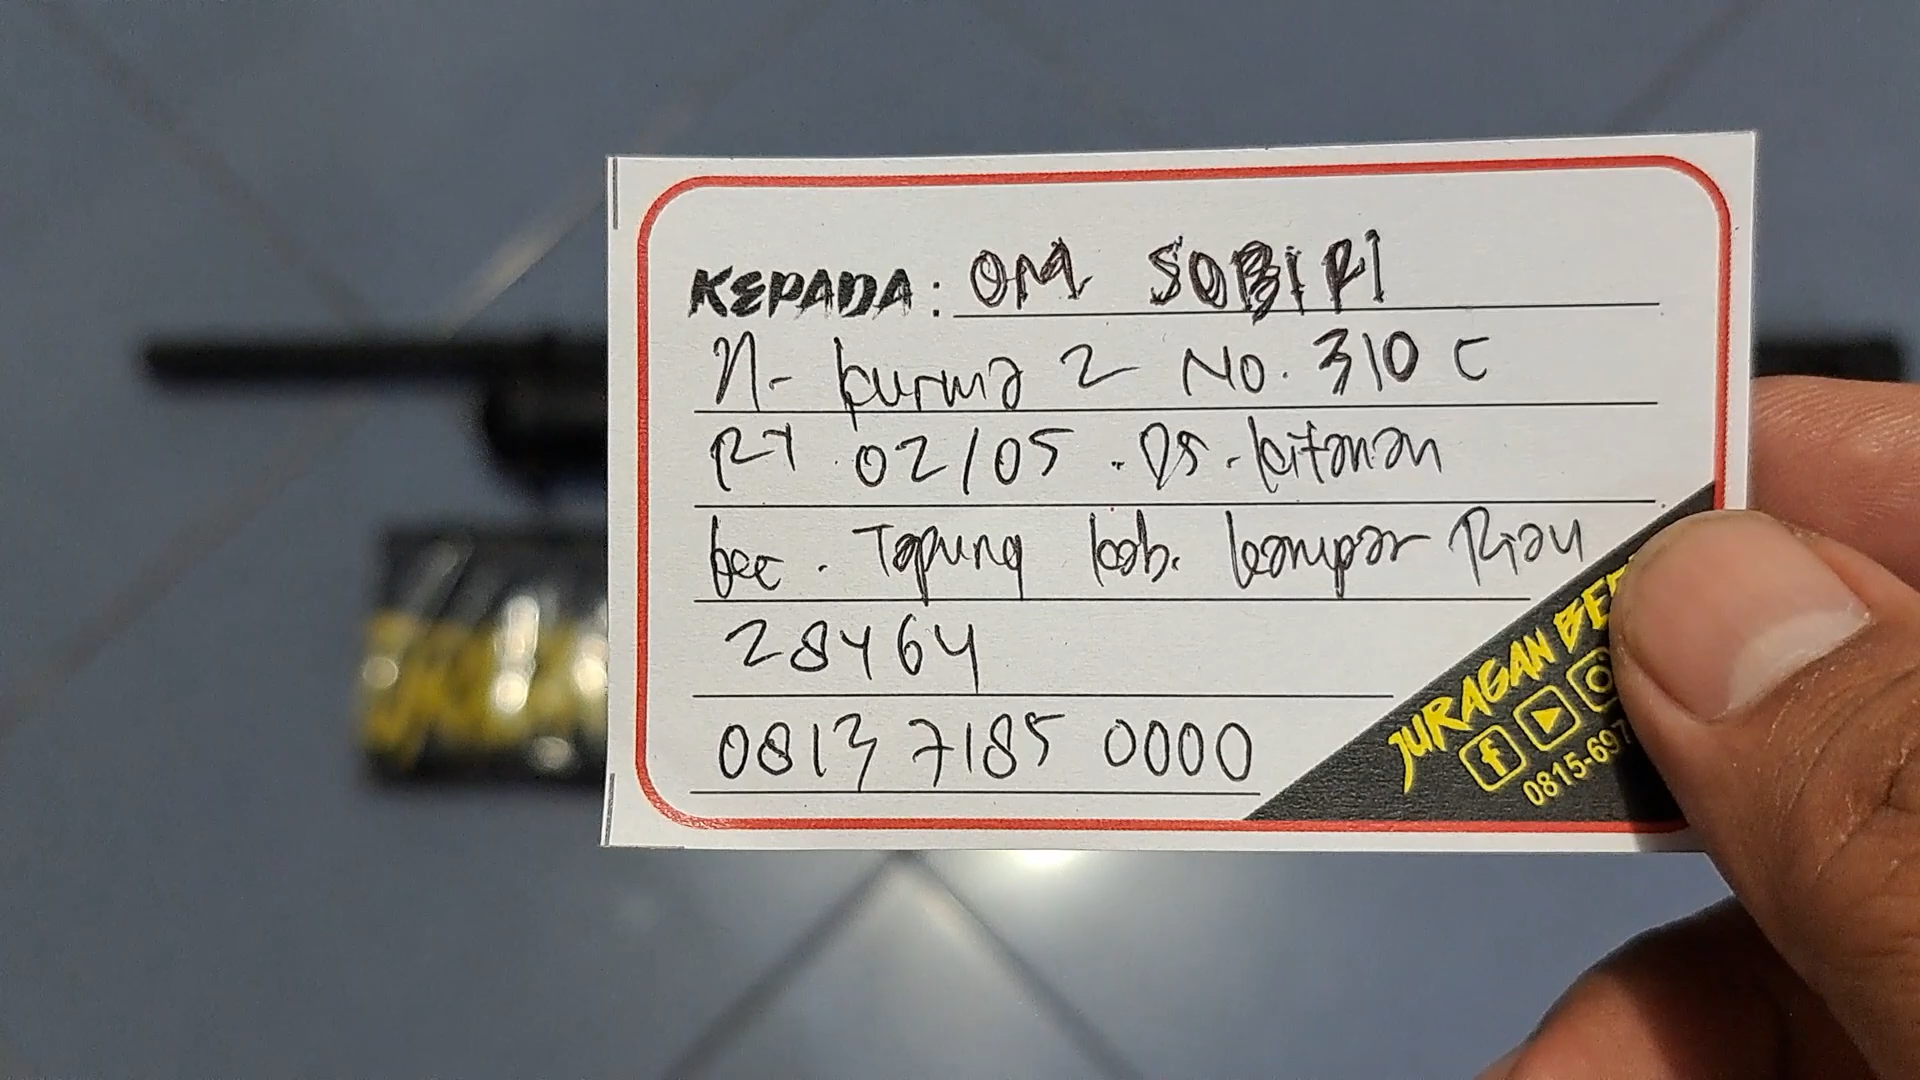 KEPADA: OM SOBIRI
Jl- kurma 2 No. 310 C
RT 02/05 . Ds. kitanan
kec. Tapung kab. kampar Riau
28464
0813 7185 0000
JURAGAN
0815-697